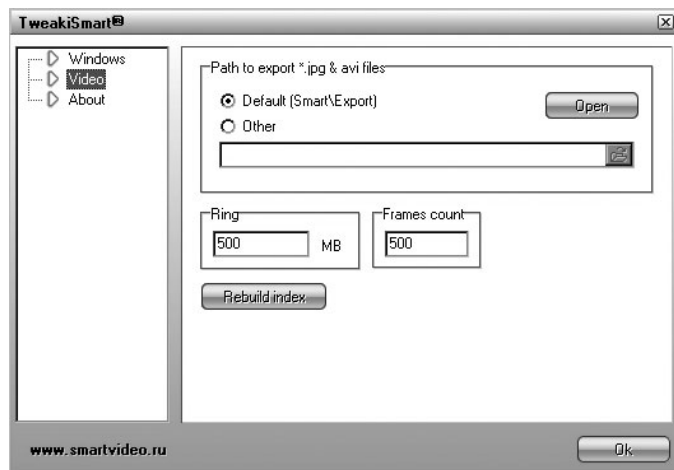 TweakiSmart®
Windows
Video
About
Path to export *.jpg & avi files
Default (Smart\Export)
Open
Other
Ring
500 MB
Frames count
500
Rebuild index
www.smartvideo.ru
Ok